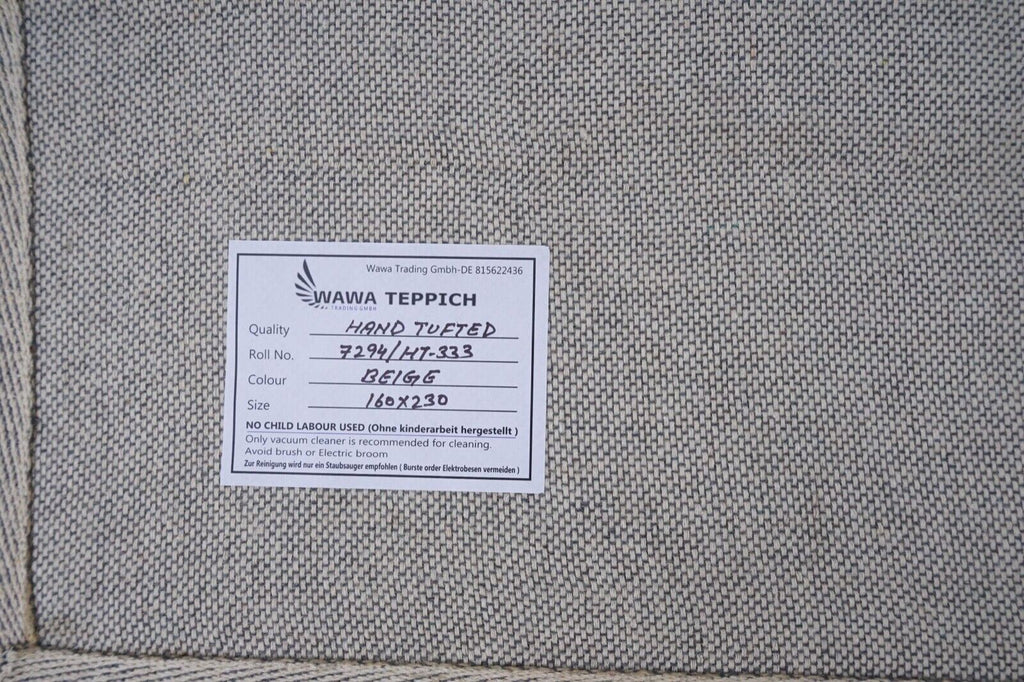 Wawa Trading Gmbh-DE 815622436
WAWA TEPPICH
TRADING GMBH
Quality HAND TUFTED
Roll No. 7294/HT-333
Colour BEIGE
Size 160X230
NO CHILD LABOUR USED (Ohne kinderarbeit hergestellt )
Only vacuum cleaner is recommended for cleaning.
Avoid brush or Electric broom
Zur Reinigung wird nur ein Staubsauger empfohlen ( Burste order Elektrobesen vermeiden )